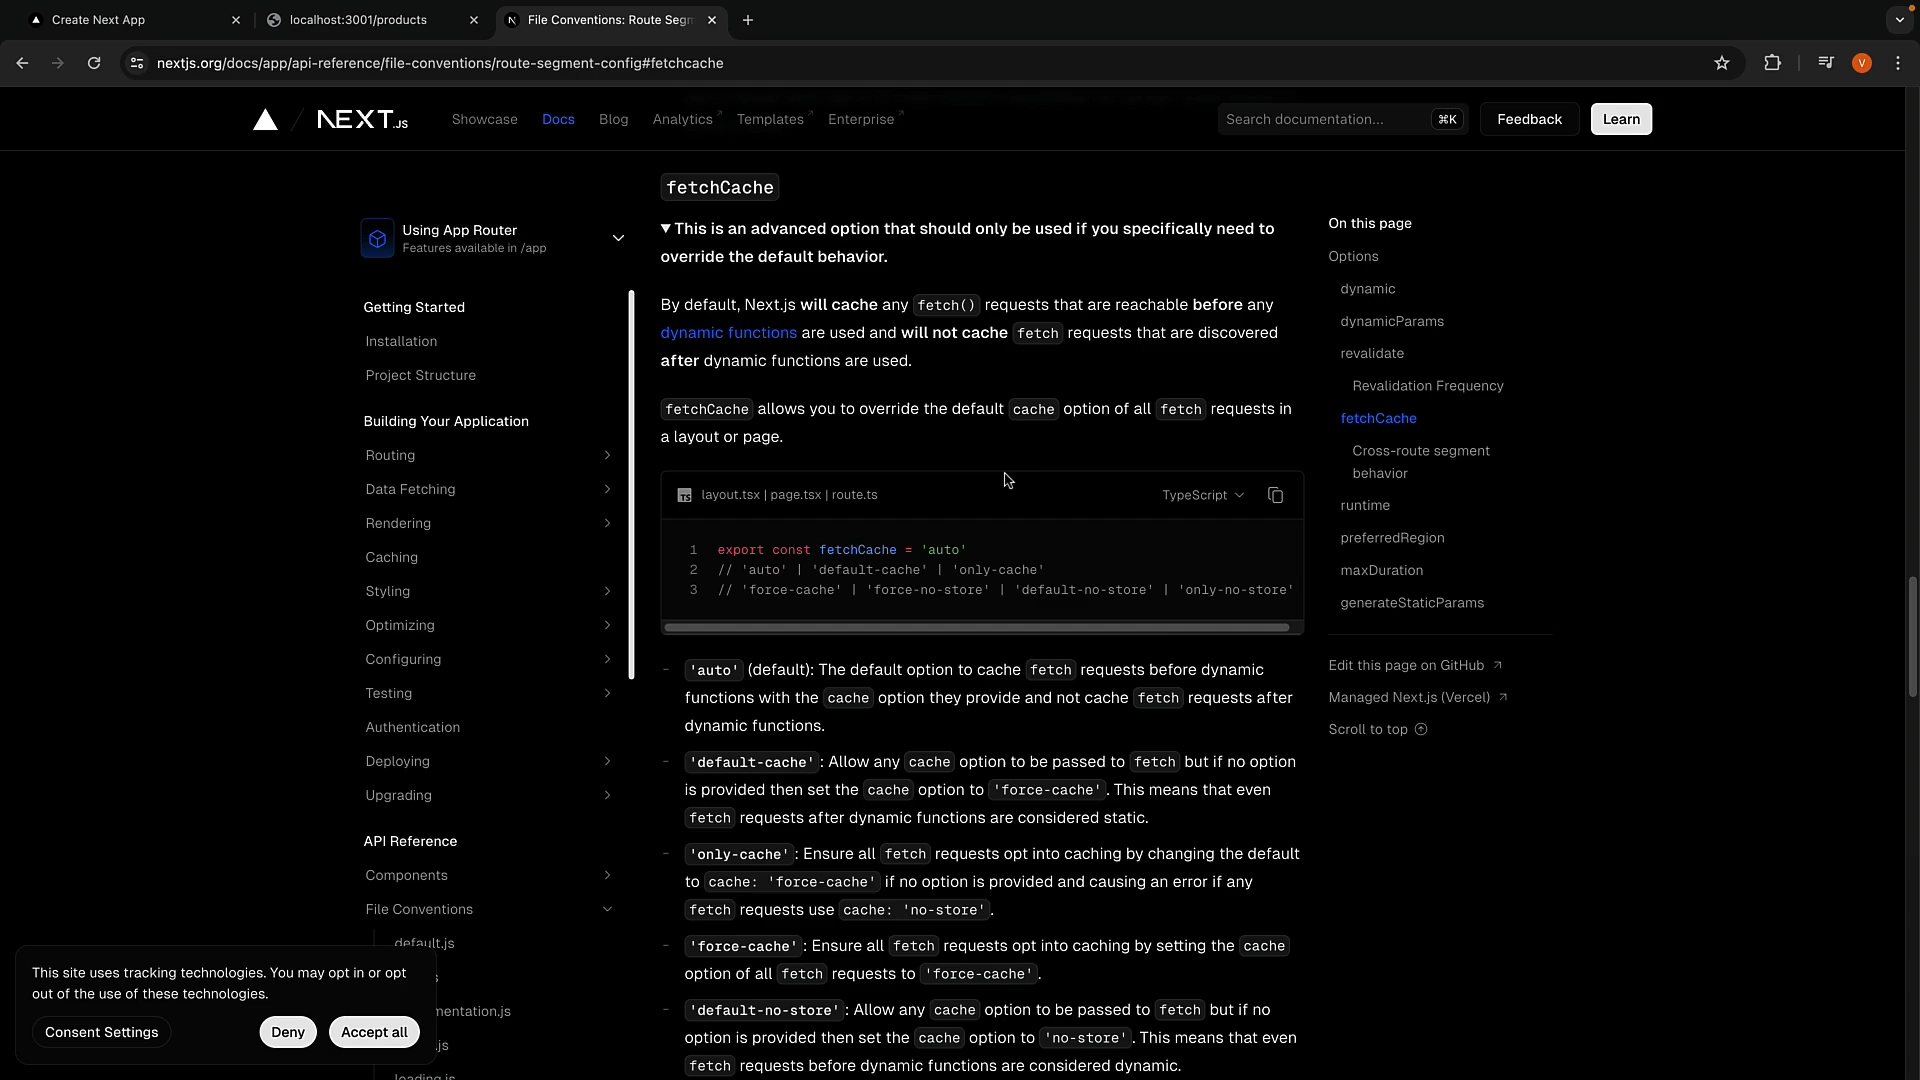 Create Next App
localhost:3001/products
File Conventions: Route Segm
nextjs.org/docs/app/api-reference/file-conventions/route-segment-config#fetchcache
V
NEXT.JS
Showcase
Docs
Blog
Analytics
Templates
Enterprise
Search documentation...
⌘K
Feedback
Learn
Using App Router
Features available in /app
Getting Started
Installation
Project Structure
Building Your Application
Routing
Data Fetching
Rendering
Caching
Styling
Optimizing
Configuring
Testing
Authentication
Deploying
Upgrading
API Reference
Components
File Conventions
default.js
mentation.js
.js
loading.js
fetchCache
This is an advanced option that should only be used if you specifically need to
override the default behavior.
By default, Next.js will cache any fetch() requests that are reachable before any
dynamic functions are used and will not cache fetch requests that are discovered
after dynamic functions are used.
fetchCache allows you to override the default cache option of all fetch requests in
a layout or page.
TS layout.tsx | page.tsx | route.ts
TypeScript
1 export const fetchCache = 'auto'
2 // 'auto' | 'default-cache' | 'only-cache'
3 // 'force-cache' | 'force-no-store' | 'default-no-store' | 'only-no-store'
- 'auto' (default): The default option to cache fetch requests before dynamic
functions with the cache option they provide and not cache fetch requests after
dynamic functions.
- 'default-cache': Allow any cache option to be passed to fetch but if no option
is provided then set the cache option to 'force-cache'. This means that even
fetch requests after dynamic functions are considered static.
- 'only-cache': Ensure all fetch requests opt into caching by changing the default
to cache: 'force-cache' if no option is provided and causing an error if any
fetch requests use cache: 'no-store'.
- 'force-cache': Ensure all fetch requests opt into caching by setting the cache
option of all fetch requests to 'force-cache'.
- 'default-no-store': Allow any cache option to be passed to fetch but if no
option is provided then set the cache option to 'no-store'. This means that even
fetch requests before dynamic functions are considered dynamic.
On this page
Options
dynamic
dynamicParams
revalidate
Revalidation Frequency
fetchCache
Cross-route segment
behavior
runtime
preferredRegion
maxDuration
generateStaticParams
Edit this page on GitHub
Managed Next.js (Vercel)
Scroll to top
This site uses tracking technologies. You may opt in or opt
out of the use of these technologies.
Consent Settings
Deny
Accept all